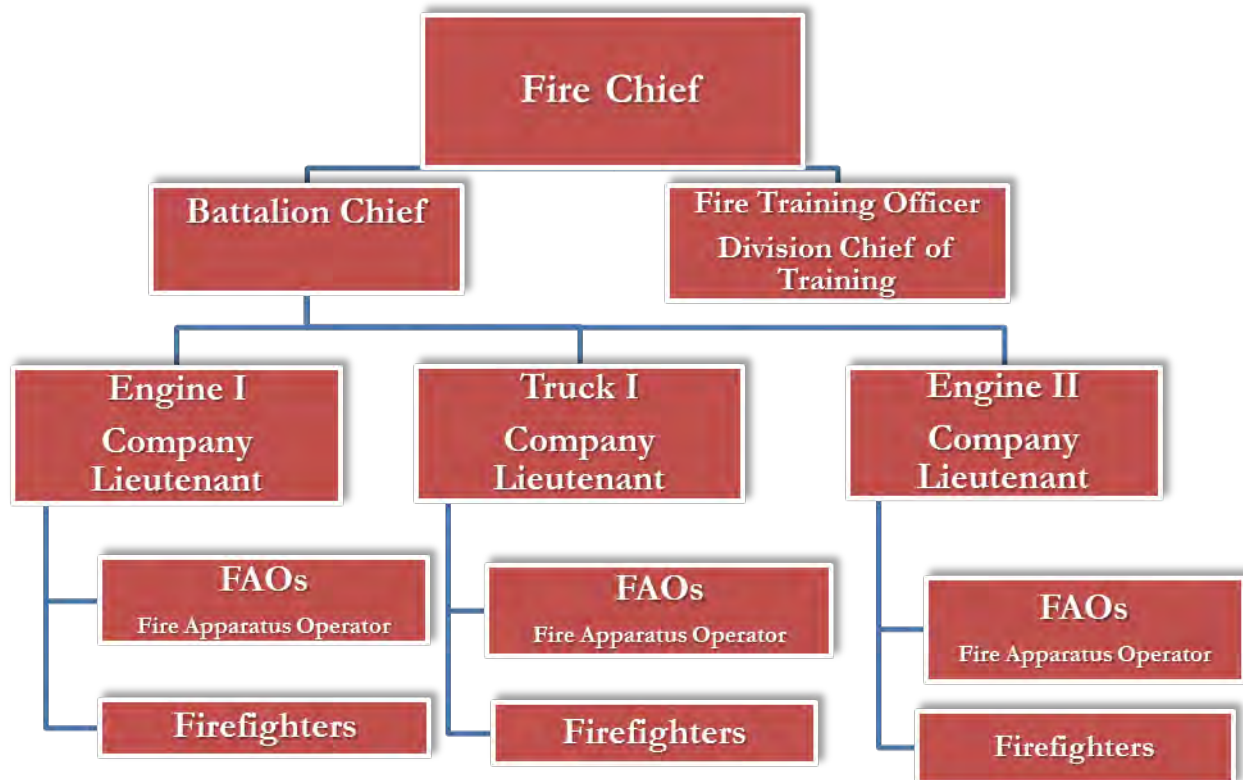 Fire Chief
Battalion Chief
Fire Training Officer
Division Chief of
Training
Engine I
Company
Lieutenant
Truck I
Company
Lieutenant
Engine II
Company
Lieutenant
FAOs
Fire Apparatus Operator
FAOs
Fire Apparatus Operator
FAOs
Fire Apparatus Operator
Firefighters
Firefighters
Firefighters